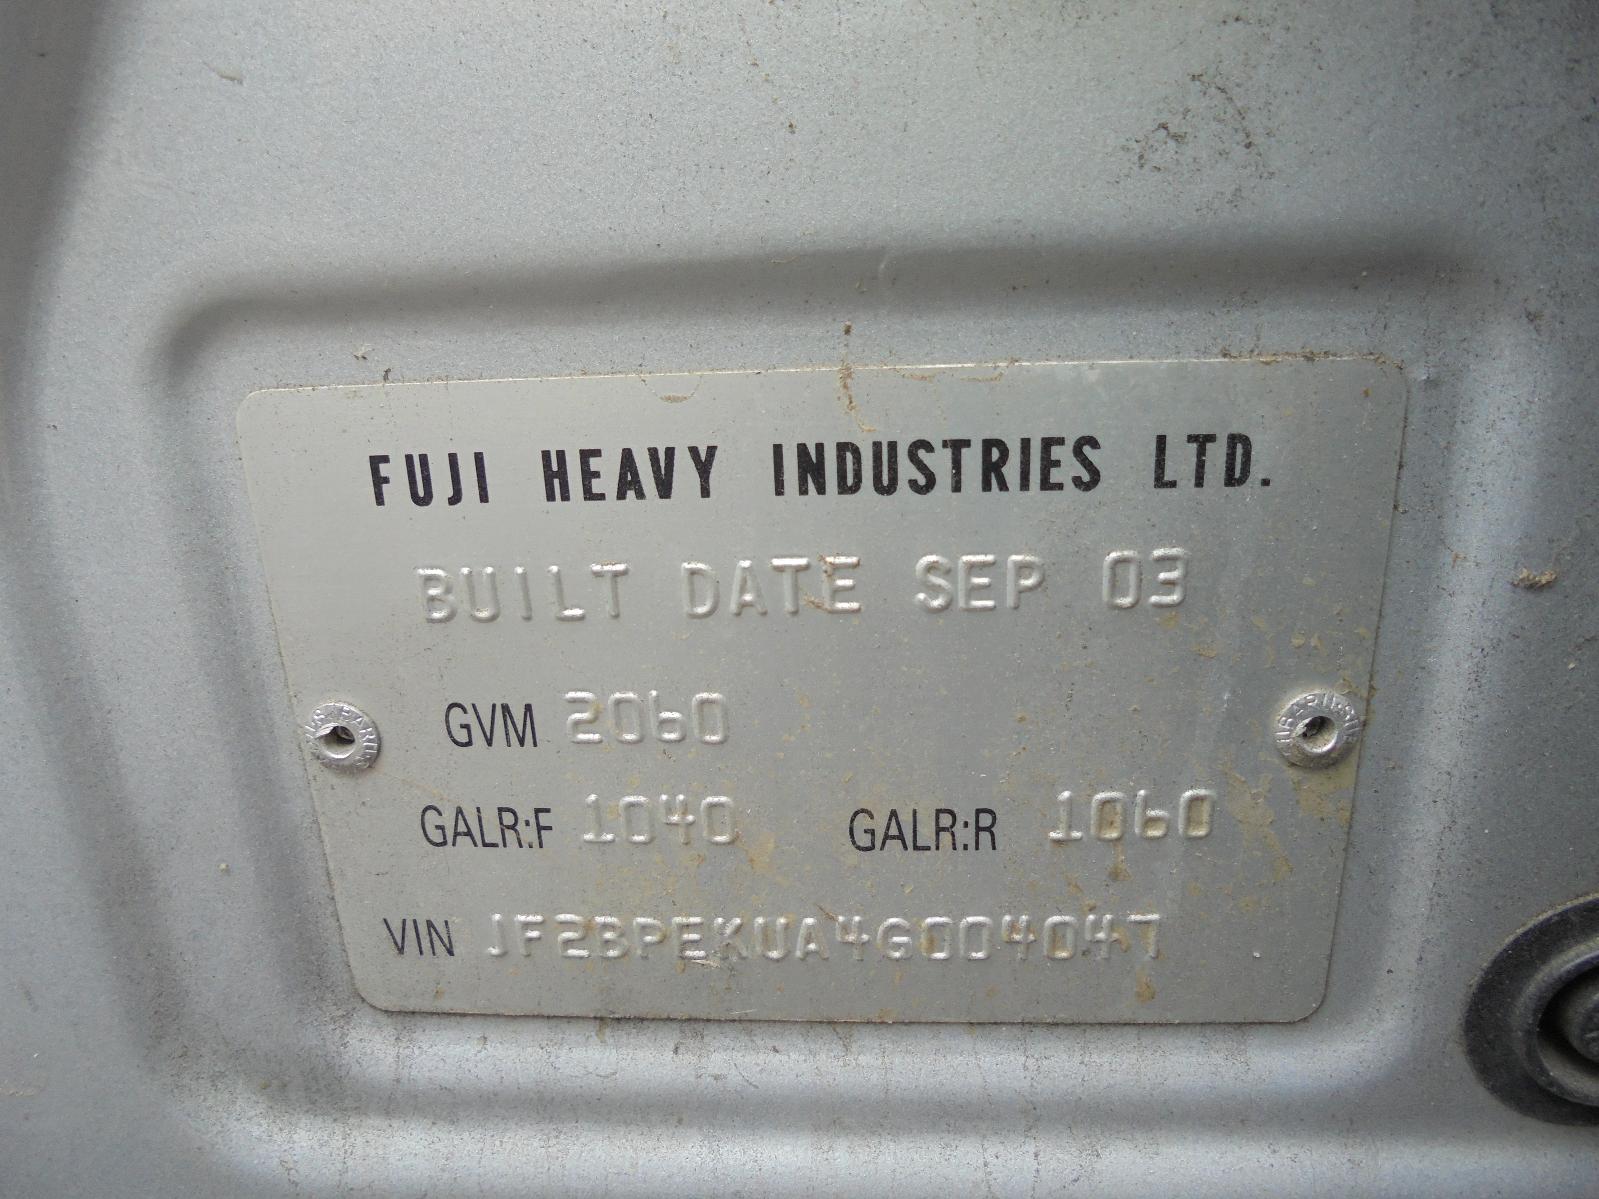 FUJI HEAVY INDUSTRIES LTD.
BUILT DATE SEP 03
GVM 2060
GALR:F 1040 GALR:R 1060
VIN JF2BPEKUA4G004047